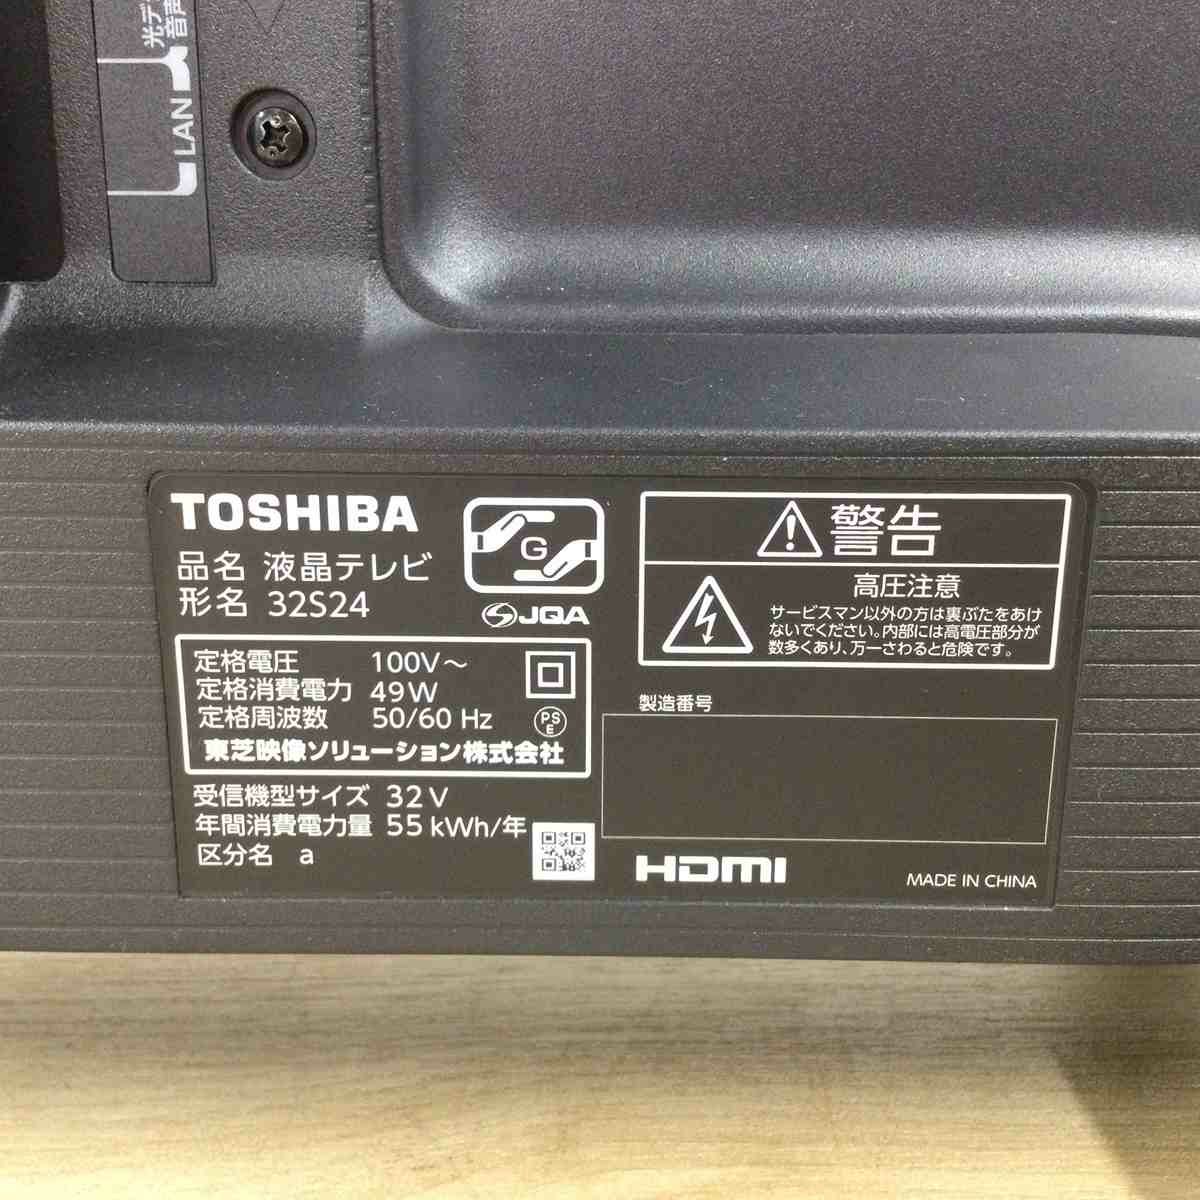 光デ
音声
LAN
TOSHIBA
品名 液晶テレビ
形名 32S24
G
JQA
定格電圧 100V～
定格消費電力 49W
定格周波数 50/60 Hz
PS
E
東芝映像ソリューション株式会社
受信機型サイズ 32V
年間消費電力量 55kWh/年
区分名 a
警告
高圧注意
サービスマン以外の方は裏ぶたをあけ
ないでください。内部には高電圧部分が
数多くあり、万一さわると危険です。
製造番号
HDMI
MADE IN CHINA